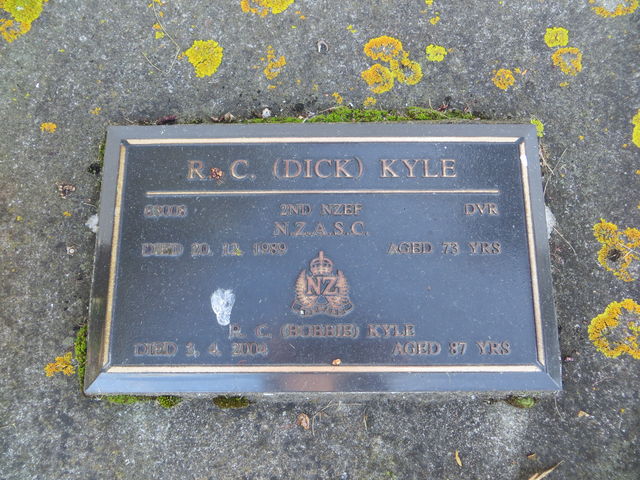 R. C. (DICK) KYLE
2ND NZEF DVR
N.Z.A.S.C.
DIED 20. 12. 1989 AGED 73 YRS
NZ
R. C. (BOBBIE) KYLE
DIED 3. 4. 2004 AGED 87 YRS